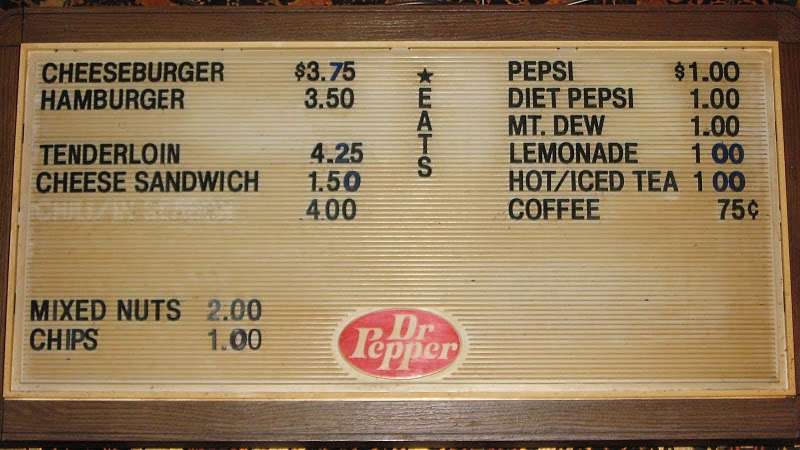 CHEESEBURGER $3.75
HAMBURGER 3.50
TENDERLOIN 4.25
CHEESE SANDWICH 1.50
4.00
MIXED NUTS 2.00
CHIPS 1.00
★EATS
PEPSI $1.00
DIET PEPSI 1.00
MT. DEW 1.00
LEMONADE 1 00
HOT/ICED TEA 1 00
COFFEE 75¢
Dr
Pepper